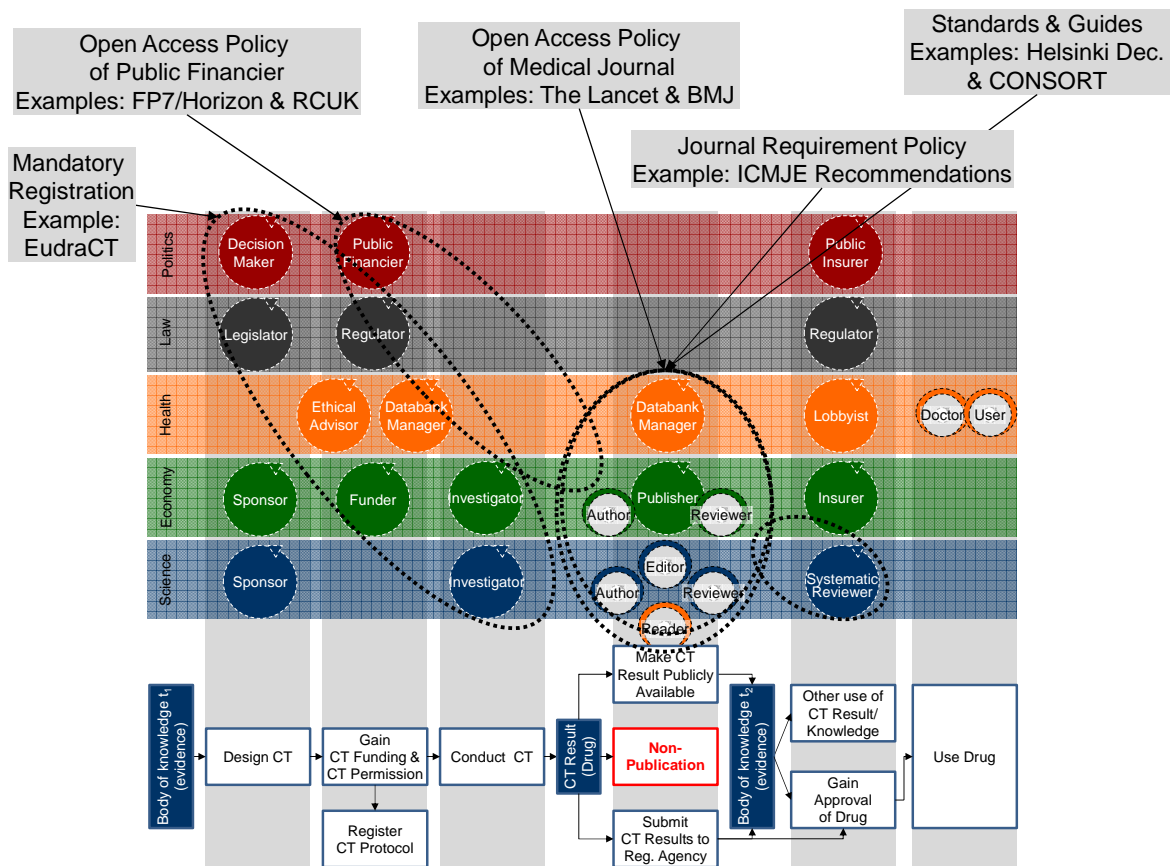 Open Access Policy
of Public Financier
Examples: FP7/Horizon & RCUK
Open Access Policy
of Medical Journal
Examples: The Lancet & BMJ
Standards & Guides
Examples: Helsinki Dec.
& CONSORT
Mandatory
Registration
Example:
EudraCT
Journal Requirement Policy
Example: ICMJE Recommendations
Politics
Decision
Maker
Public
Financier
Public
Insurer
Law
Legislator
Regulator
Regulator
Health
Ethical
Advisor
Databank
Manager
Databank
Manager
Lobbyist
Doctor
User
Economy
Sponsor
Funder
Investigator
Publisher
Author
Reviewer
Insurer
Science
Sponsor
Investigator
Editor
Author
Reviewer
Reader
Systematic
Reviewer
Body of knowledge t1
(evidence)
Design CT
Gain
CT Funding &
CT Permission
Register
CT Protocol
Conduct CT
CT Result
(Drug)
Make CT
Result Publicly
Available
Non-
Publication
Submit
CT Results to
Reg. Agency
Body of knowledge t2
(evidence)
Other use of
CT Result/
Knowledge
Gain
Approval
of Drug
Use Drug